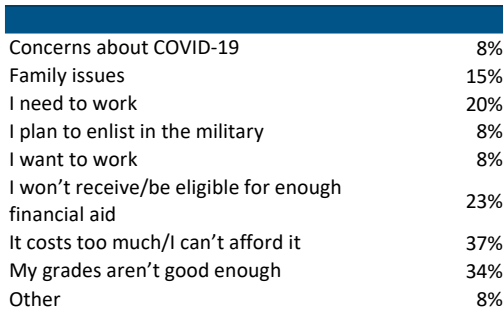 Concerns about COVID-19 8%
Family issues 15%
I need to work 20%
I plan to enlist in the military 8%
I want to work 8%
I won’t receive/be eligible for enough
financial aid 23%
It costs too much/I can’t afford it 37%
My grades aren’t good enough 34%
Other 8%